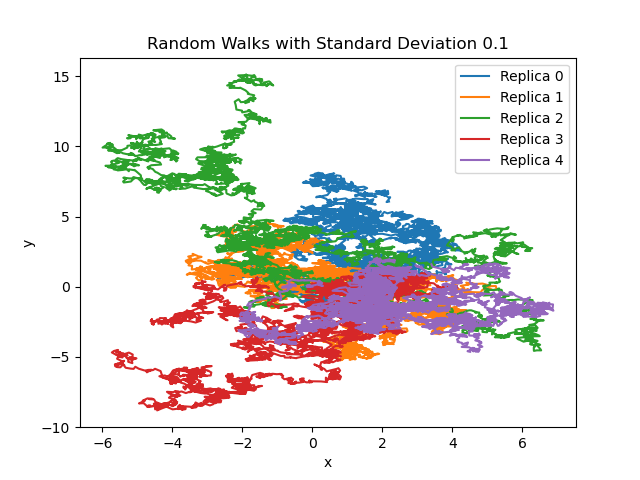 Random Walks with Standard Deviation 0.1
Replica 0
Replica 1
Replica 2
Replica 3
Replica 4
15
10
5
0
−5
−10
y
−6 −4 −2 0 2 4 6
x